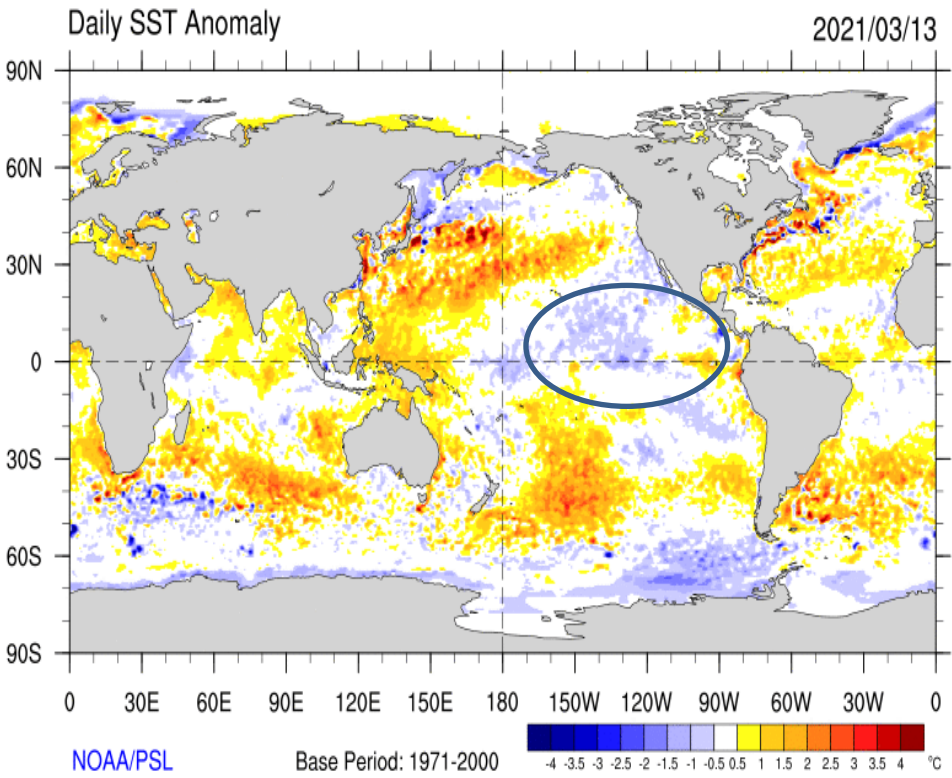 Daily SST Anomaly 2021/03/13
90N
60N
30N
0
30S
60S
90S
0 30E 60E 90E 120E 150E 180 150W 120W 90W 60W 30W 0
NOAA/PSL Base Period: 1971-2000
-4 -3.5 -3 -2.5 -2 -1.5 -1 -0.5 0.5 1 1.5 2 2.5 3 3.5 4 °C